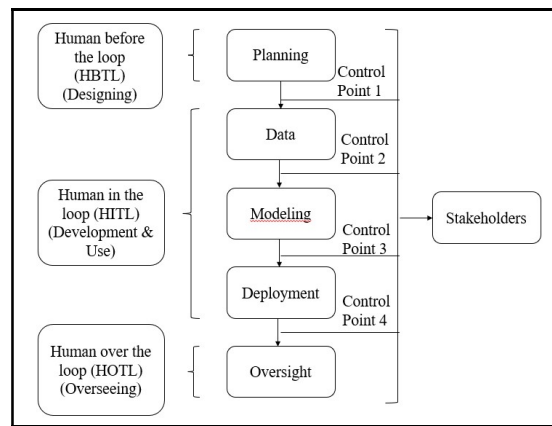 Human before
the loop
(HBTL)
(Designing)
Planning
Control
Point 1
Data
Control
Point 2
Human in the
loop (HITL)
(Development &
Use)
Modeling
Control
Point 3
Stakeholders
Deployment
Control
Point 4
Human over the
loop (HOTL)
(Overseeing)
Oversight